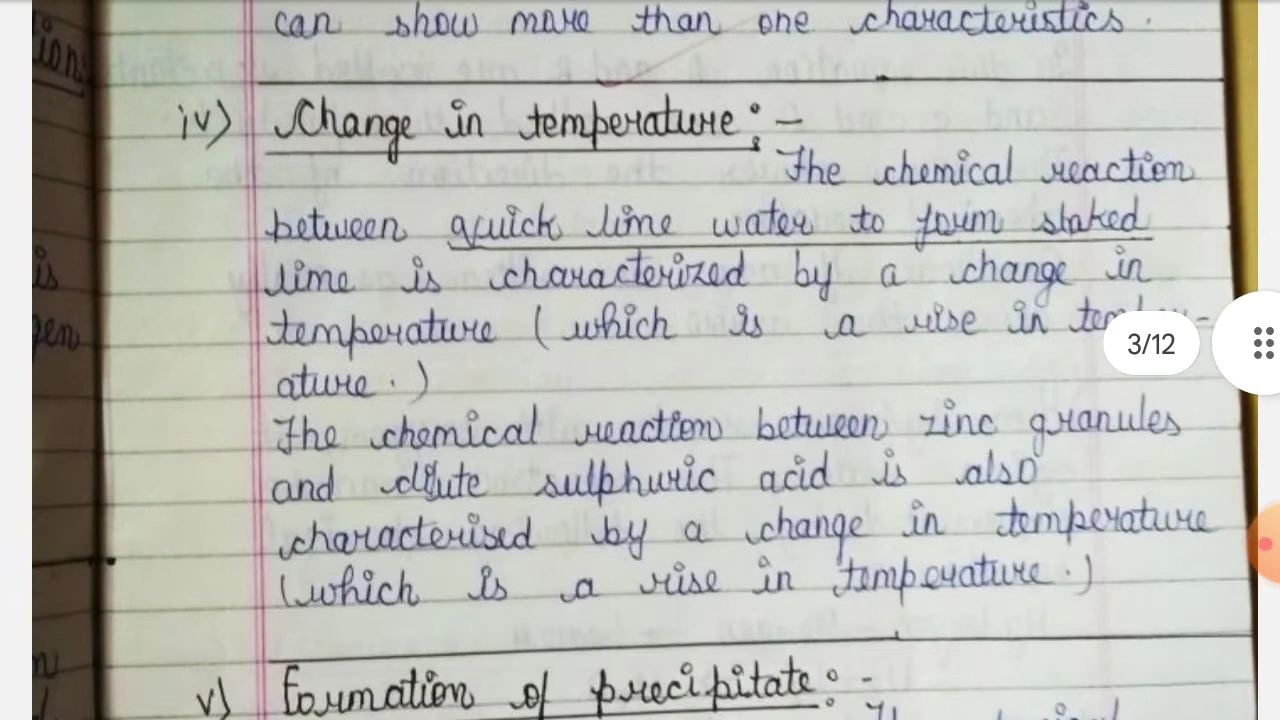 can show more than one characteristics.
iv) Change in temperature :-
The chemical reaction
between quick lime water to form slaked
lime is characterized by a change in
temperature (which is a rise in
ature.)
3/12
The chemical reaction between zinc granules
and dilute sulphuric acid is also
characterised by a change in temperature
(which is a rise in temperature.)
v) Formation of precipitate :-